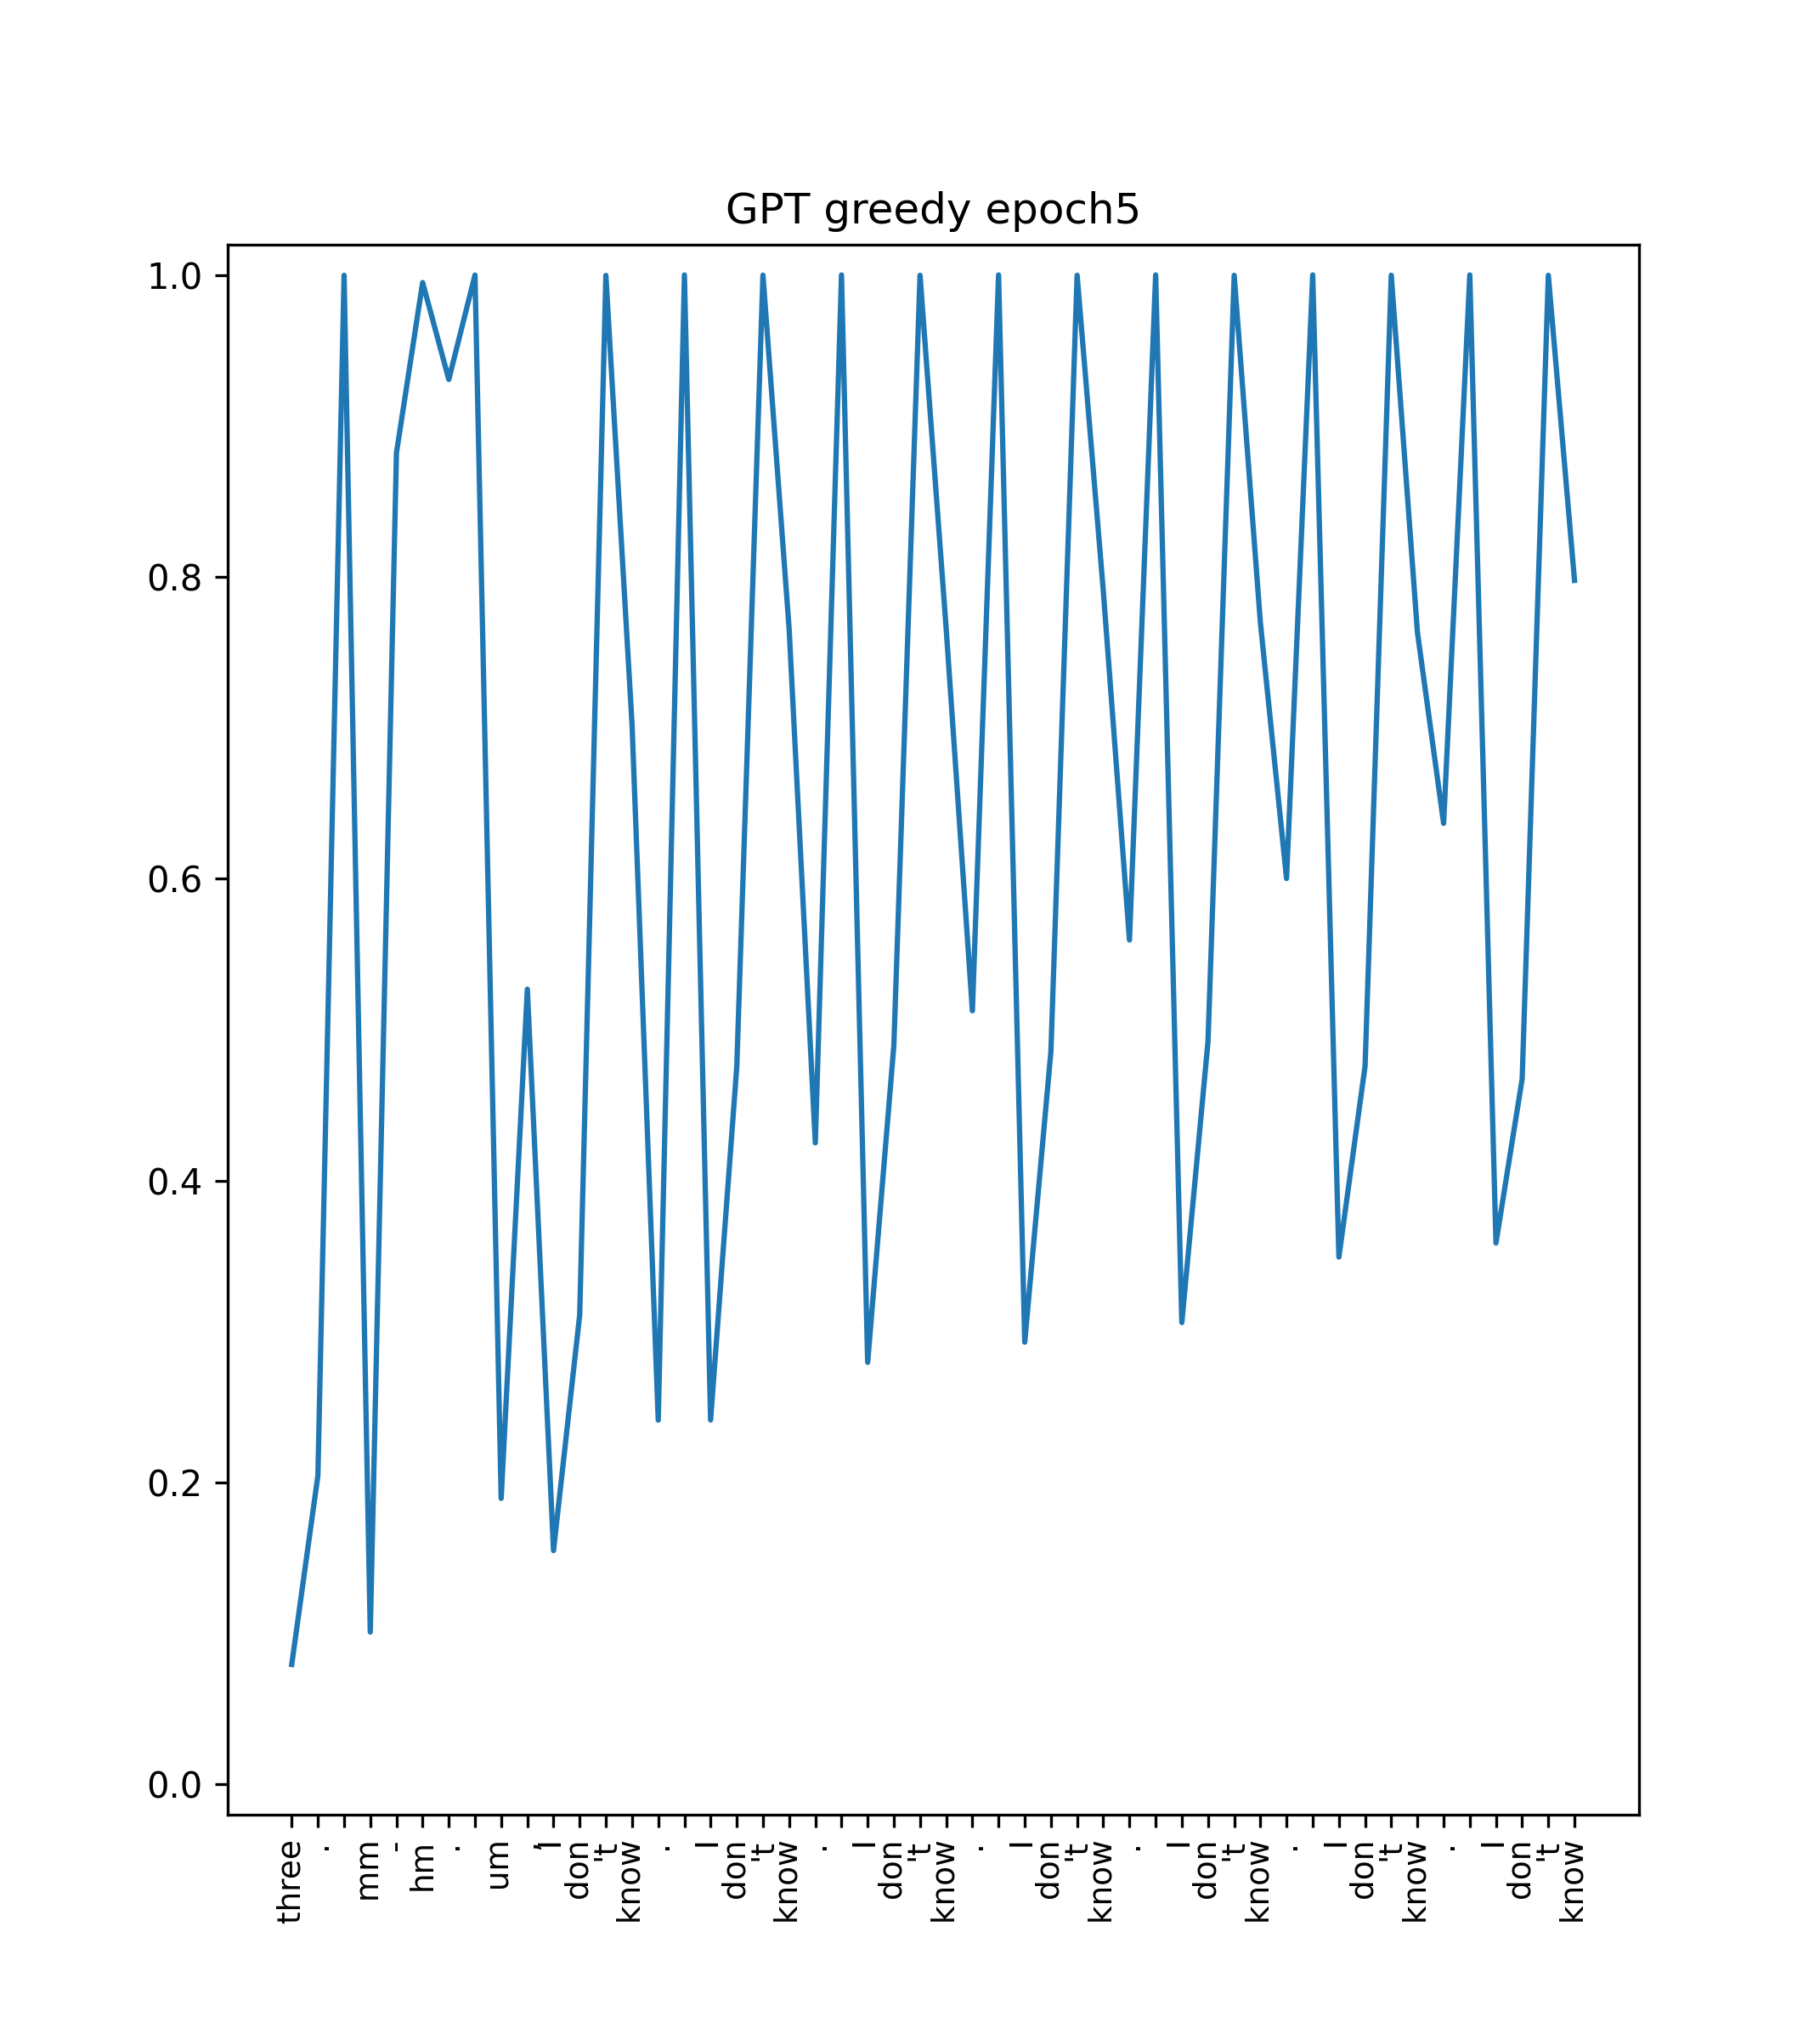 GPT greedy epoch5
1.0
0.8
0.6
0.4
0.2
0.0
three
.
mm
-
hm
.
um
,
I
don
't
know
.
I
don
't
know
.
I
don
't
know
.
I
don
't
know
.
I
don
't
know
.
I
don
't
know
.
I
don
't
know